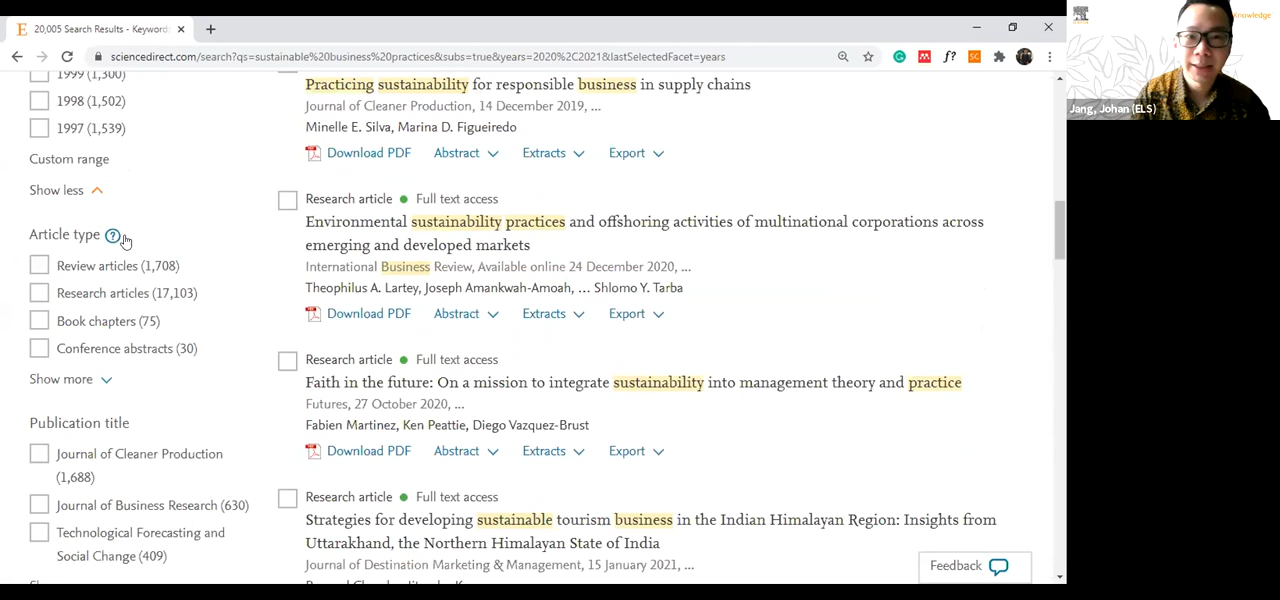 20,005 Search Results - Keyword
sciencedirect.com/search?qs=sustainable%20business%20practices&subs=true&years=2020%2C2021&lastSelectedFacet=years
1999 (1,300)
1998 (1,502)
1997 (1,539)
Custom range
Show less
Article type ?
Review articles (1,708)
Research articles (17,103)
Book chapters (75)
Conference abstracts (30)
Show more
Publication title
Journal of Cleaner Production
(1,688)
Journal of Business Research (630)
Technological Forecasting and
Social Change (409)
Practicing sustainability for responsible business in supply chains
Journal of Cleaner Production, 14 December 2019, ...
Minelle E. Silva, Marina D. Figueiredo
Download PDF Abstract Extracts Export
Research article Full text access
Environmental sustainability practices and offshoring activities of multinational corporations across
emerging and developed markets
International Business Review, Available online 24 December 2020, ...
Theophilus A. Lartey, Joseph Amankwah-Amoah, ... Shlomo Y. Tarba
Download PDF Abstract Extracts Export
Research article Full text access
Faith in the future: On a mission to integrate sustainability into management theory and practice
Futures, 27 October 2020, ...
Fabien Martinez, Ken Peattie, Diego Vazquez-Brust
Download PDF Abstract Extracts Export
Research article Full text access
Strategies for developing sustainable tourism business in the Indian Himalayan Region: Insights from
Uttarakhand, the Northern Himalayan State of India
Journal of Destination Marketing & Management, 15 January 2021, ...
Feedback
Knowledge
Jang, Johan (ELS)